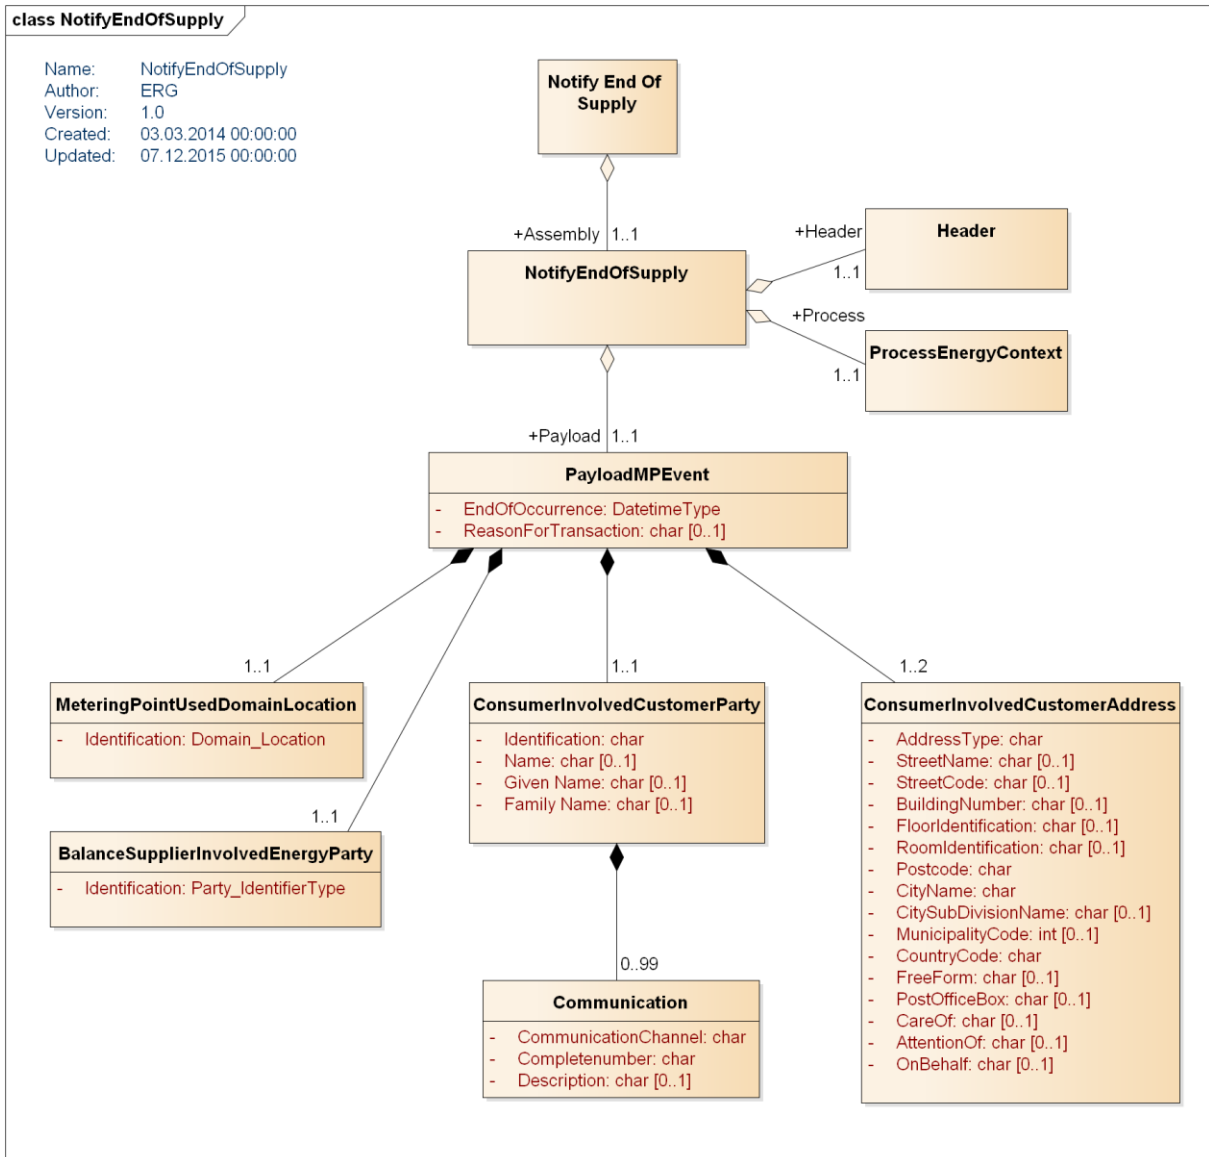 class NotifyEndOfSupply
Name: NotifyEndOfSupply
Author: ERG
Version: 1.0
Created: 03.03.2014 00:00:00
Updated: 07.12.2015 00:00:00
Notify End Of
Supply
+Assembly 1..1
NotifyEndOfSupply
+Header
1..1
Header
+Process
1..1
ProcessEnergyContext
+Payload 1..1
PayloadMPEvent
- EndOfOccurrence: DatetimeType
- ReasonForTransaction: char [0..1]
1..1
MeteringPointUsedDomainLocation
- Identification: Domain_Location
1..1
BalanceSupplierInvolvedEnergyParty
- Identification: Party_IdentifierType
1..1
ConsumerInvolvedCustomerParty
- Identification: char
- Name: char [0..1]
- Given Name: char [0..1]
- Family Name: char [0..1]
0..99
Communication
- CommunicationChannel: char
- Completenumber: char
- Description: char [0..1]
1..2
ConsumerInvolvedCustomerAddress
- AddressType: char
- StreetName: char [0..1]
- StreetCode: char [0..1]
- BuildingNumber: char [0..1]
- FloorIdentification: char [0..1]
- RoomIdentification: char [0..1]
- Postcode: char
- CityName: char
- CitySubDivisionName: char [0..1]
- MunicipalityCode: int [0..1]
- CountryCode: char
- FreeForm: char [0..1]
- PostOfficeBox: char [0..1]
- CareOf: char [0..1]
- AttentionOf: char [0..1]
- OnBehalf: char [0..1]